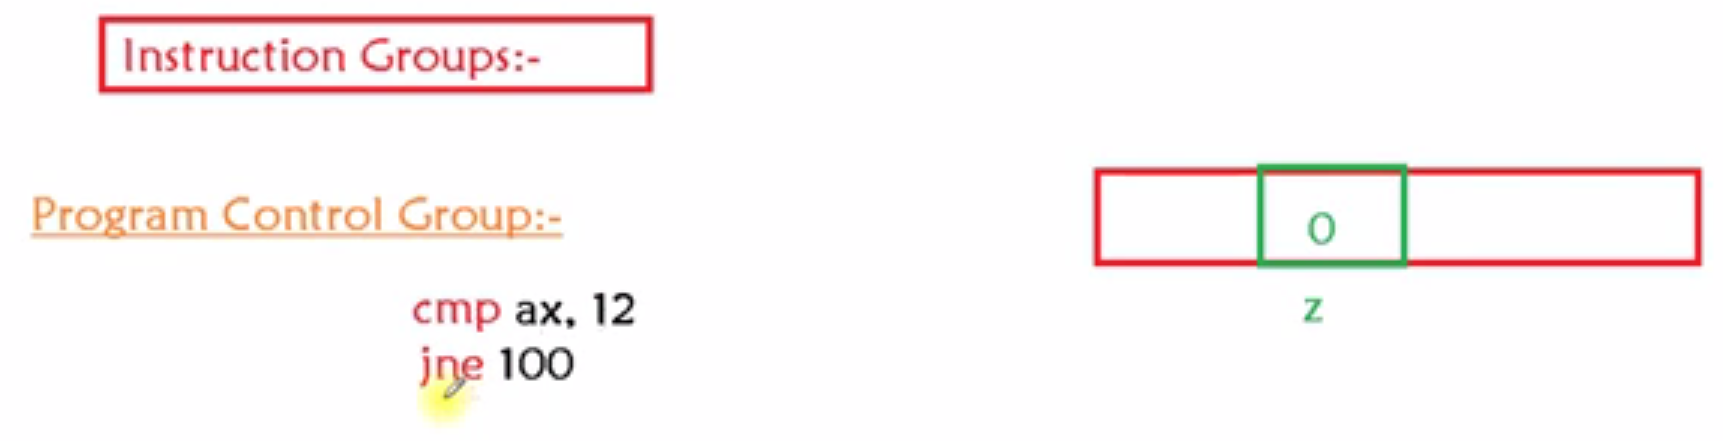 Instruction Groups:-
Program Control Group:-
0
cmp ax, 12
z
jne 100